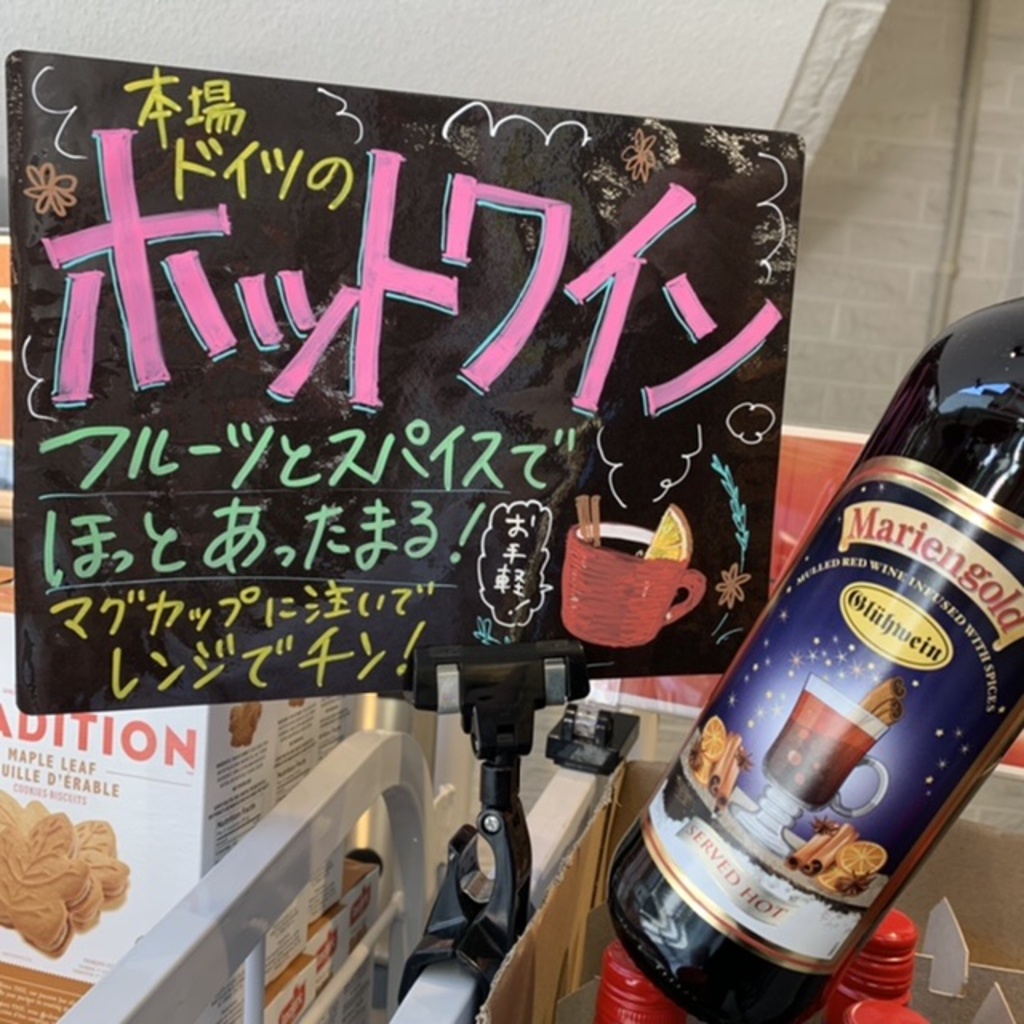 本場
ドイツの
ホットワイン
フルーツとスパイスで
ほっとあったまる!
お手軽!
マグカップに注いで
レンジでチン!
Mariengold
MULLED RED WINE INFUSED WITH SPICES
Glühwein
SERVED HOT
ADITION
MAPLE LEAF
UILLE D'ÉRABLE
COOKIES BISCUITS